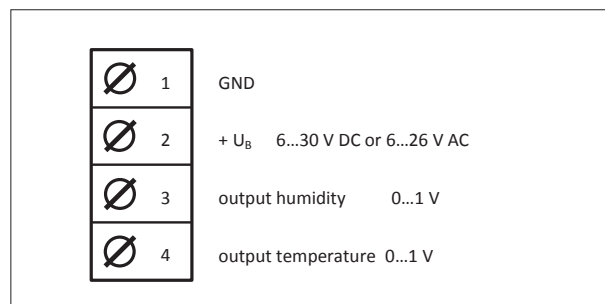 1 GND
2 + UB 6...30 V DC or 6...26 V AC
3 output humidity 0...1 V
4 output temperature 0...1 V